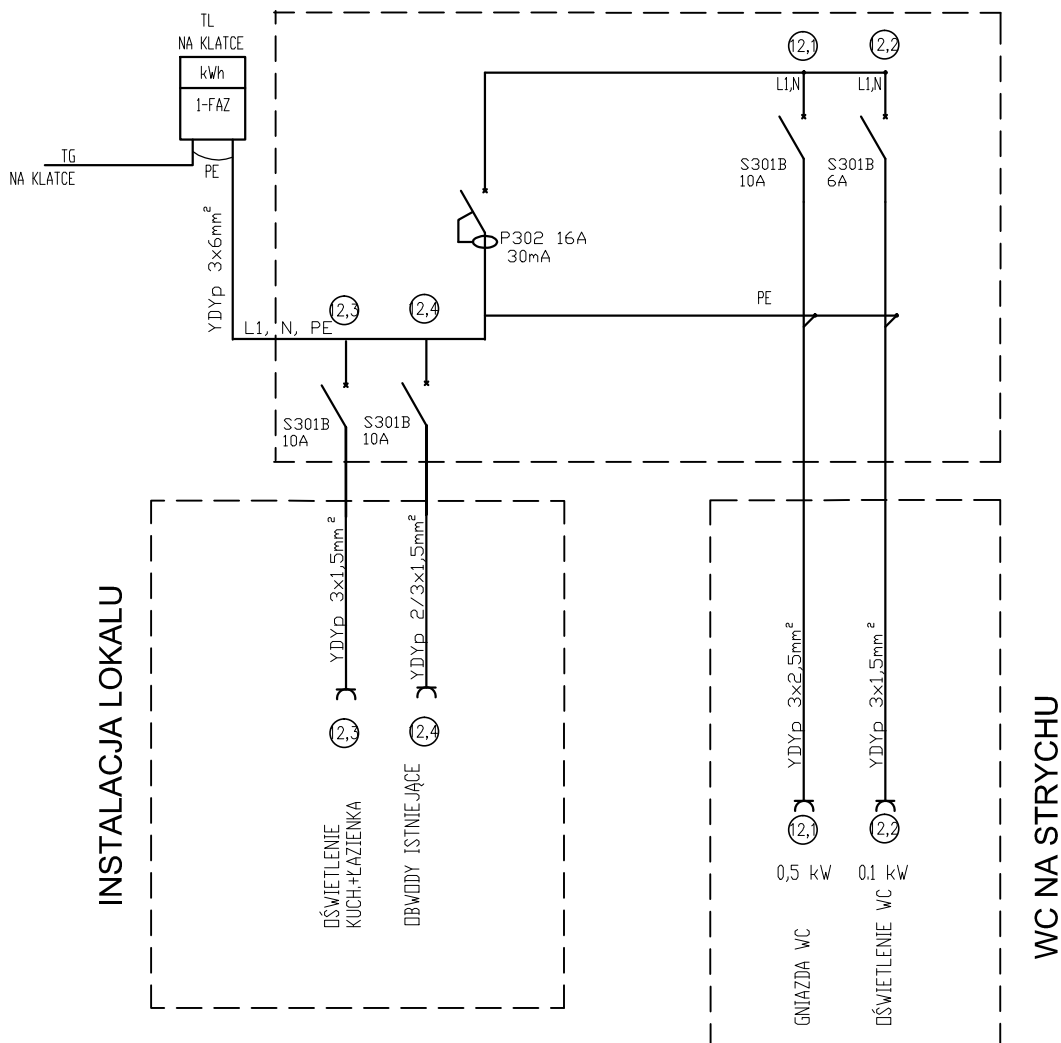 TL
NA KLATCE
kWh
1-FAZ
TG
NA KLATCE
PE
YDYp 3x6mm²
L1, N, PE
12,1
12,2
L1,N
L1,N
S301B
10A
S301B
6A
P302 16A
30mA
PE
12,3
12,4
S301B
10A
S301B
10A
INSTALACJA LOKALU
YDYp 3x1,5mm²
YDYp 2/3x1,5mm²
12,3
12,4
OŚWIETLENIE
KUCH.+ŁAZIENKA
OBWODY ISTNIEJĄCE
YDYp 3x2,5mm²
YDYp 3x1,5mm²
12,1
12,2
0,5 kW
0.1 kW
GNIAZDA WC
OŚWIETLENIE WC
WC NA STRYCHU